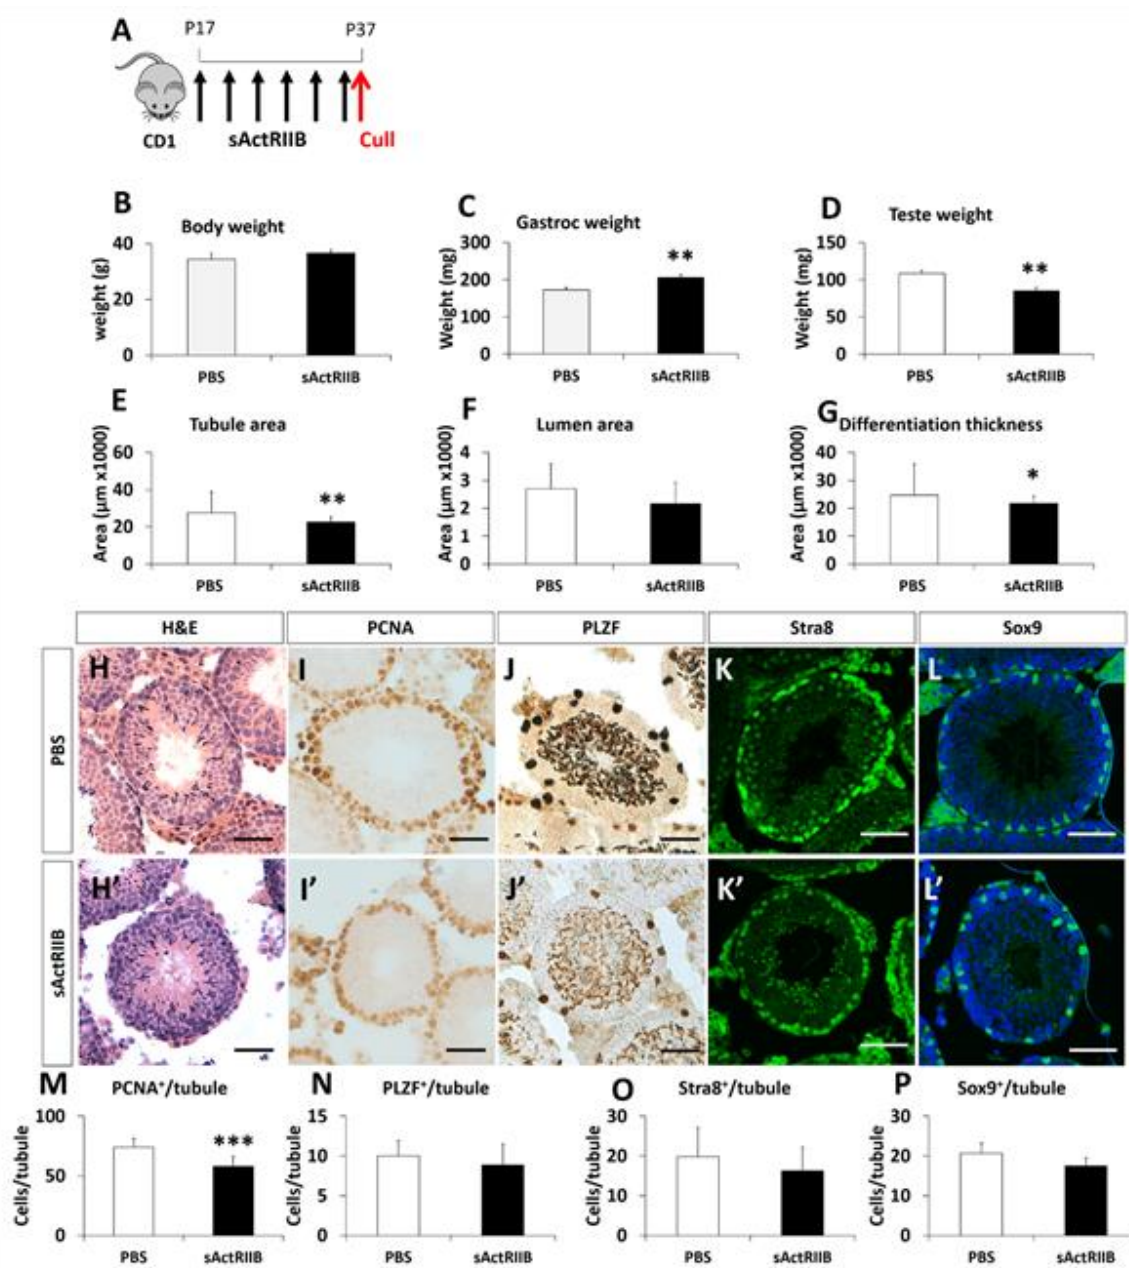 A
P17 P37
CD1 sActRIIB Cull
B Body weight
weight (g)
40
20
0
PBS sActRIIB
C Gastroc weight
Weight (mg)
300
200
100
0
**
PBS sActRIIB
D Teste weight
Weight (mg)
150
100
50
0
**
PBS sActRIIB
E Tubule area
Area (µm x1000)
60
40
20
0
**
PBS sActRIIB
F Lumen area
Area (µm x1000)
4
3
2
1
0
PBS sActRIIB
G Differentiation thickness
Area (µm x1000)
40
30
20
10
0
*
PBS sActRIIB
H&E PCNA PLZF Stra8 Sox9
PBS
H I J K L
sActRIIB
H' I' J' K' L'
M PCNA+/tubule
Cells/tubule
100
50
0
***
PBS sActRIIB
N PLZF+/tubule
Cells/tubule
15
10
5
0
PBS sActRIIB
O Stra8+/tubule
Cells/tubule
30
20
10
0
PBS sActRIIB
P Sox9+/tubule
Cells/tubule
30
20
10
0
PBS sActRIIB